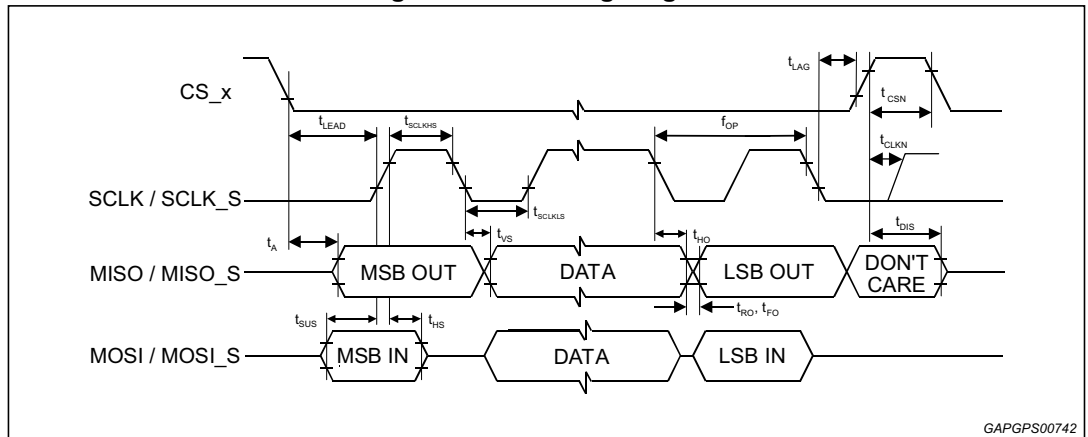 t_LAG
CS_x
t_CSN
t_LEAD
t_SCLKHS
f_OP
t_CLKN
SCLK / SCLK_S
t_SCLKLS
t_A
t_VS
t_HO
t_DIS
MISO / MISO_S
MSB OUT
DATA
LSB OUT
DON'T
CARE
t_SUS
t_HS
t_RO, t_FO
MOSI / MOSI_S
MSB IN
DATA
LSB IN
GAPGPS00742